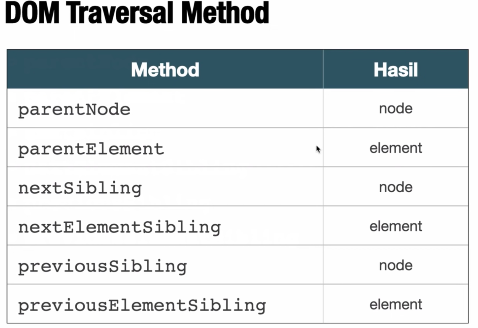 DOM Traversal Method
Method Hasil
parentNode node
parentElement element
nextSibling node
nextElementSibling element
previousSibling node
previousElementSibling element